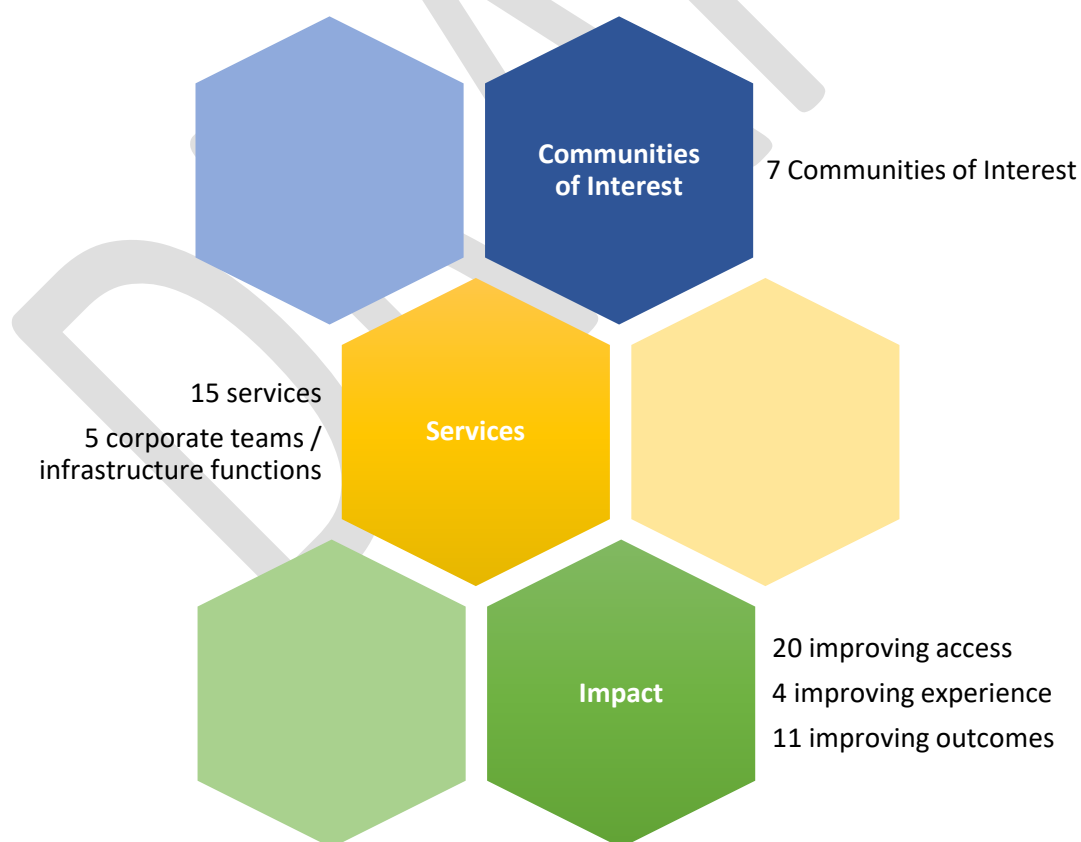 Communities
of Interest
7 Communities of Interest
15 services
5 corporate teams /
infrastructure functions
Services
20 improving access
4 improving experience
11 improving outcomes
Impact